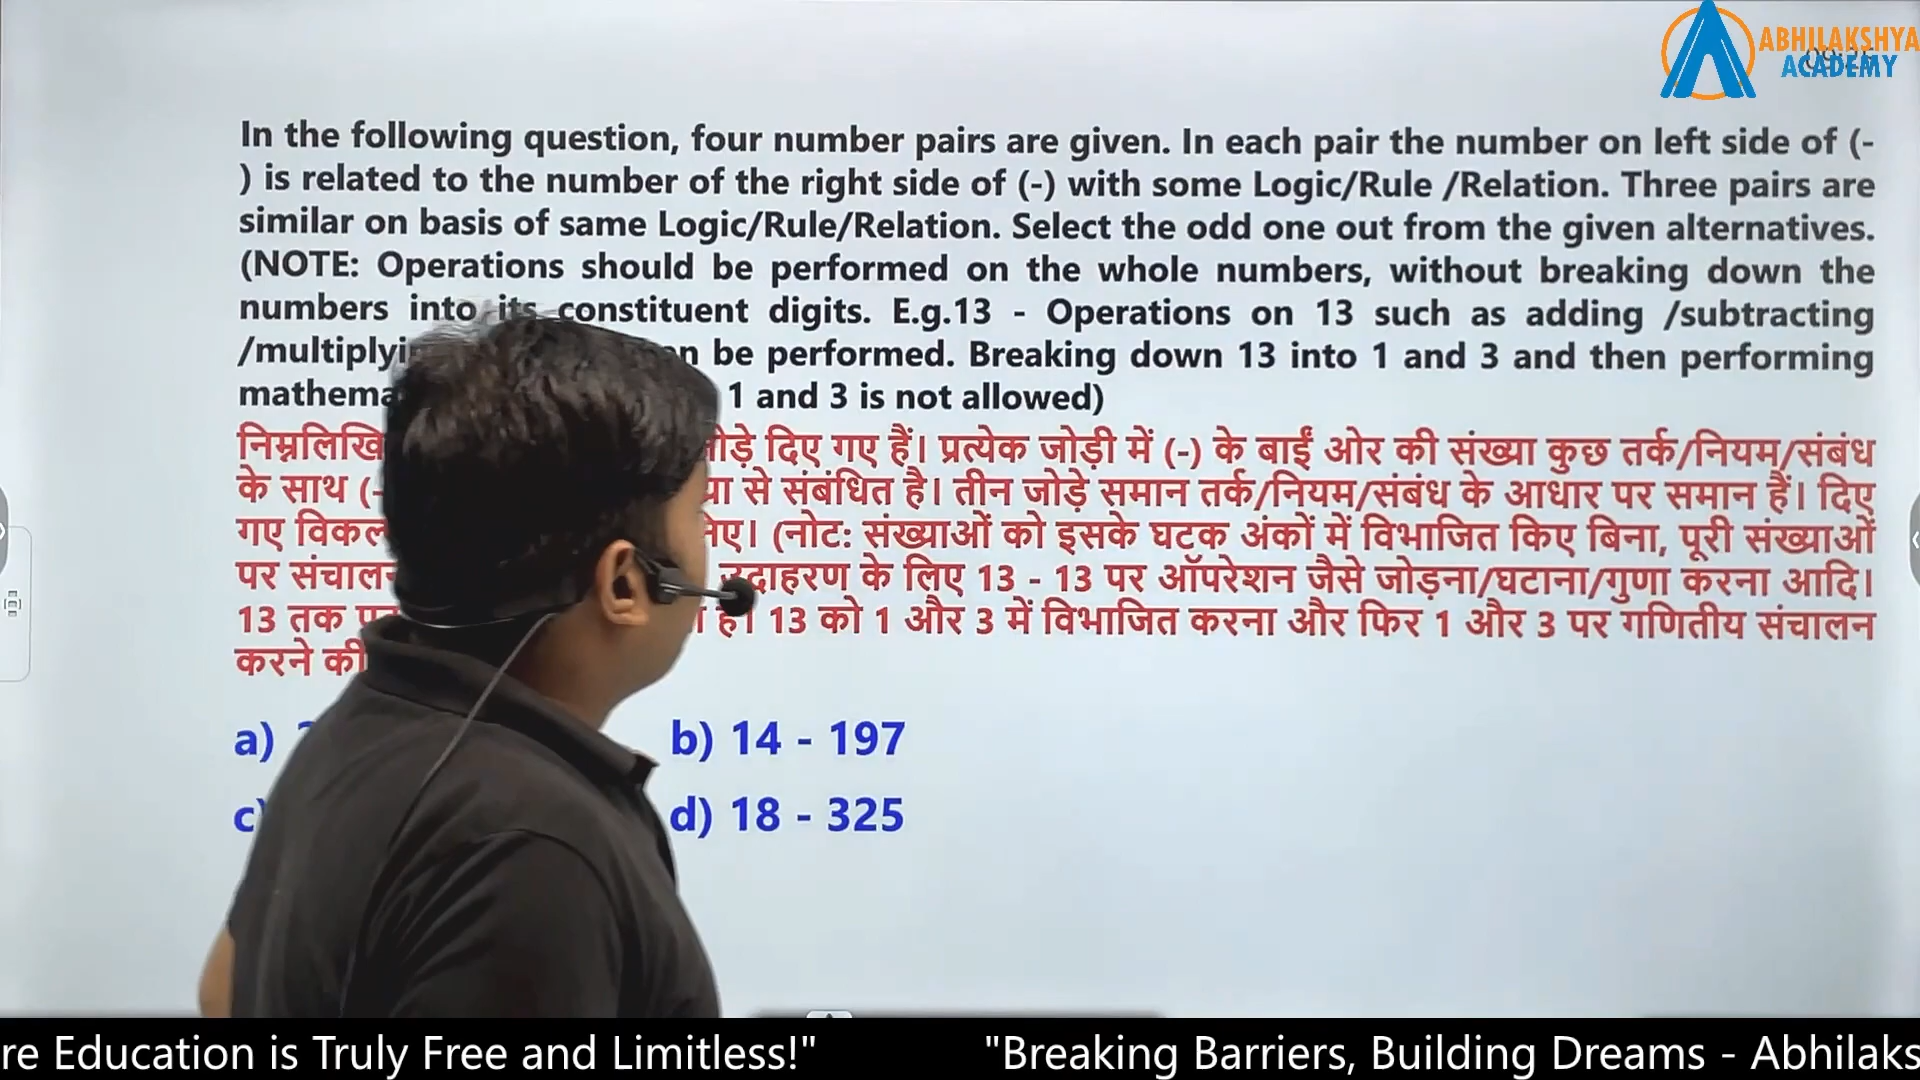 ABHILAKSHYA
ACADEMY
In the following question, four number pairs are given. In each pair the number on left side of (-
) is related to the number of the right side of (-) with some Logic/Rule /Relation. Three pairs are
similar on basis of same Logic/Rule/Relation. Select the odd one out from the given alternatives.
(NOTE: Operations should be performed on the whole numbers, without breaking down the
numbers into its constituent digits. E.g.13 - Operations on 13 such as adding /subtracting
be performed. Breaking down 13 into 1 and 3 and then performing
1 and 3 is not allowed)
दिए गए हैं। प्रत्येक जोड़ी में (-) के बाईं ओर की संख्या कुछ तर्क/नियम/संबंध
के साथ से संबंधित है। तीन जोड़े समान तर्क/नियम/संबंध के आधार पर समान हैं। दिए
गए (नोट: संख्याओं को इसके घटक अंकों में विभाजित किए बिना, पूरी संख्याओं
पर उदाहरण के लिए 13 - 13 पर ऑपरेशन जैसे जोड़ना/घटाना/गुणा करना आदि।
13 तक 13 को 1 और 3 में विभाजित करना और फिर 1 और 3 पर गणितीय संचालन
करने की
a) b) 14 - 197
d) 18 - 325
re Education is Truly Free and Limitless!" "Breaking Barriers, Building Dreams - Abhilaks